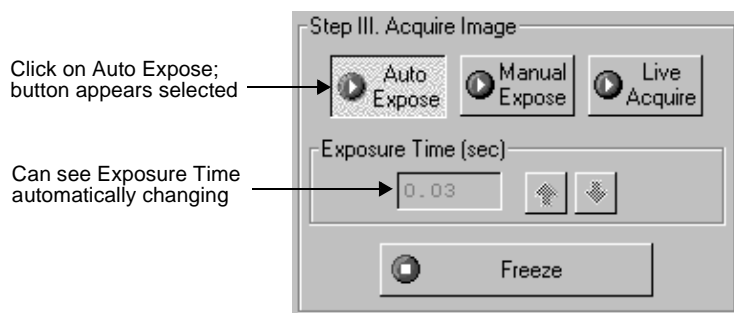 Step III. Acquire Image
Click on Auto Expose;
button appears selected
Auto
Expose
Manual
Expose
Live
Acquire
Exposure Time (sec)
Can see Exposure Time
automatically changing
0.03
Freeze